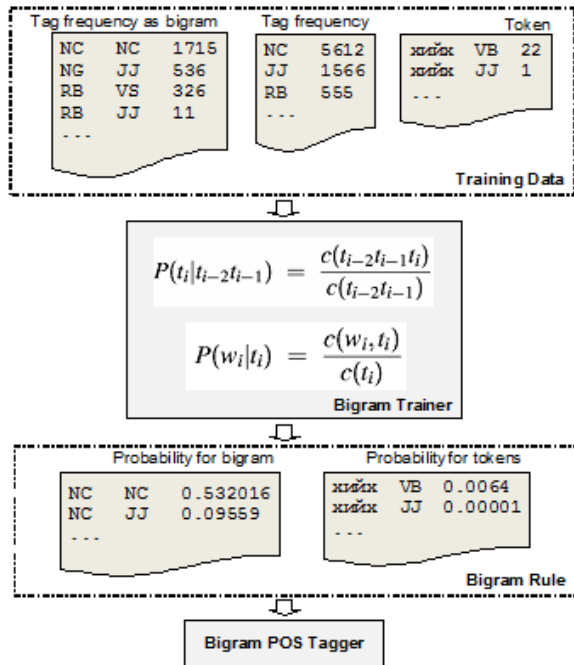 Tag frequency as bigram
NC NC 1715
NG JJ 536
RB VS 326
RB JJ 11
...
Tag frequency
NC 5612
JJ 1566
RB 555
...
Token
хийх VB 22
хийх JJ 1
...
Training Data
P(t_i|t_{i-2}t_{i-1}) = c(t_{i-2}t_{i-1}t_i) / c(t_{i-2}t_{i-1})
P(w_i|t_i) = c(w_i,t_i) / c(t_i)
Bigram Trainer
Probability for bigram
NC NC 0.532016
NC JJ 0.09559
...
Probability for tokens
хийх VB 0.0064
хийх JJ 0.00001
...
Bigram Rule
Bigram POS Tagger